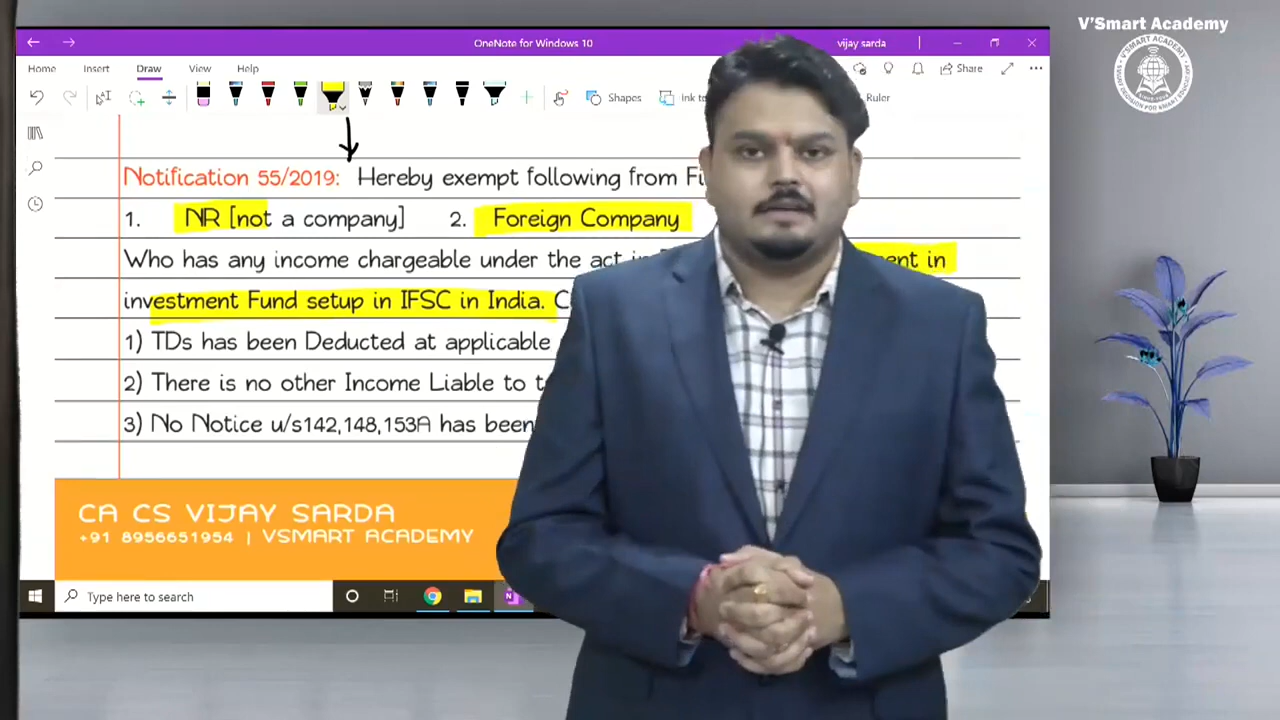 V'Smart Academy
OneNote for Windows 10
vijay sarda
Home Insert Draw View Help
Share
Shapes Ink to Ruler
Notification 55/2019: Hereby exempt following from
1. NR [not a company] 2. Foreign Company
Who has any income chargeable under the act in
investment Fund setup in IFSC in India.
1) TDs has been Deducted at applicable
2) There is no other Income Liable to
3) No Notice u/s142,148,153A has been
CA CS VIJAY SARDA
+91 8956651954 | VSMART ACADEMY
Type here to search